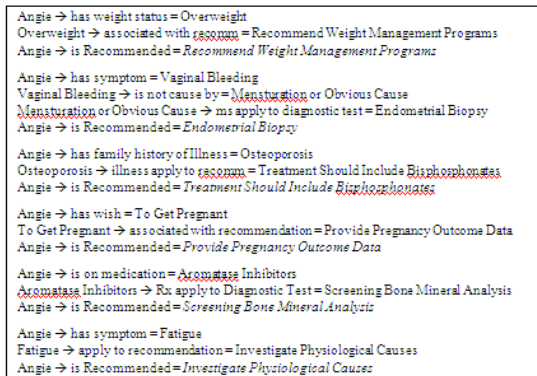 Angie → has weight status = Overweight
Overweight → associated with recomm = Recommend Weight Management Programs
Angie → is Recommended = Recommend Weight Management Programs
Angie → has symptom = Vaginal Bleeding
Vaginal Bleeding → is not cause by = Mensturation or Obvious Cause
Mensturation or Obvious Cause → ms apply to diagnostic test = Endometrial Biopsy
Angie → is Recommended = Endometrial Biopsy
Angie → has family history of Illness = Osteoporosis
Osteoporosis → illness apply to recomm = Treatment Should Include Bisphosphonates
Angie → is Recommended = Treatment Should Include Bisphosphonates
Angie → has wish = To Get Pregnant
To Get Pregnant → associated with recommendation = Provide Pregnancy Outcome Data
Angie → is Recommended = Provide Pregnancy Outcome Data
Angie → is on medication = Aromatase Inhibitors
Aromatase Inhibitors → Rx apply to Diagnostic Test = Screening Bone Mineral Analysis
Angie → is Recommended = Screening Bone Mineral Analysis
Angie → has symptom = Fatigue
Fatigue → apply to recommendation = Investigate Physiological Causes
Angie → is Recommended = Investigate Physiological Causes